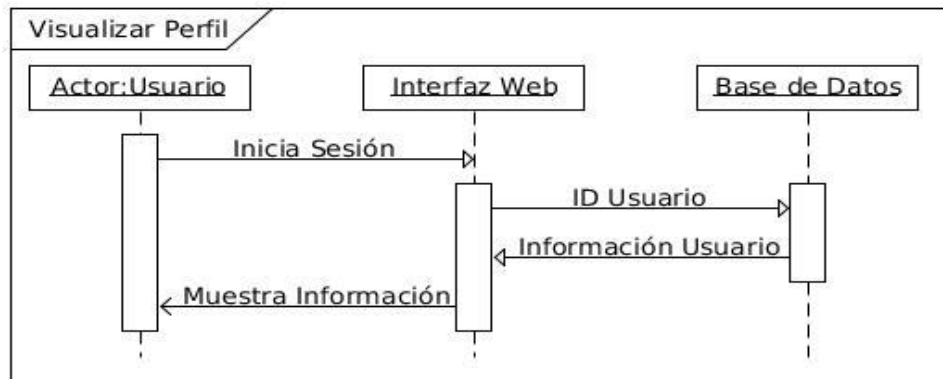 Visualizar Perfil
Actor:Usuario
Interfaz Web
Base de Datos
Inicia Sesión
ID Usuario
Información Usuario
Muestra Información